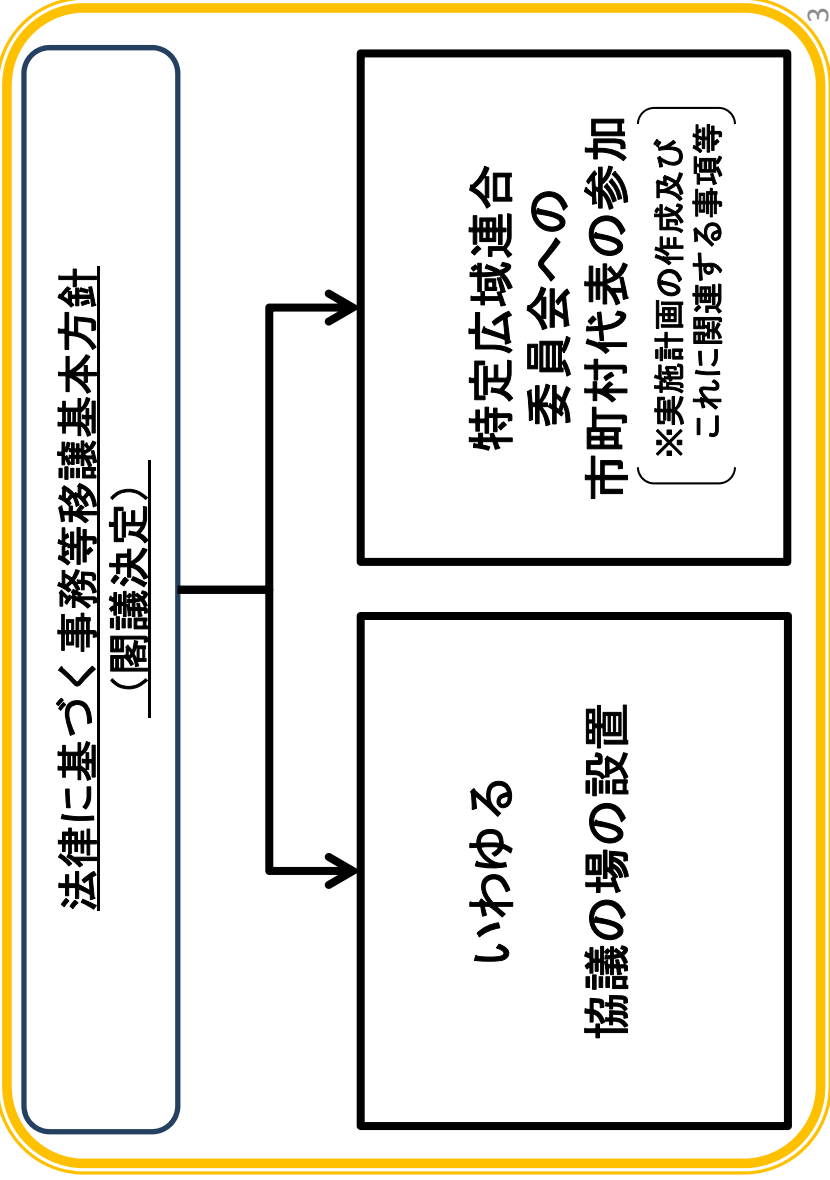 法律に基づく事務等移譲基本方針
（閣議決定）
いわゆる
協議の場の設置
特定広域連合
委員会への
市町村代表の参加
※実施計画の作成及び
これに関連する事項等
3